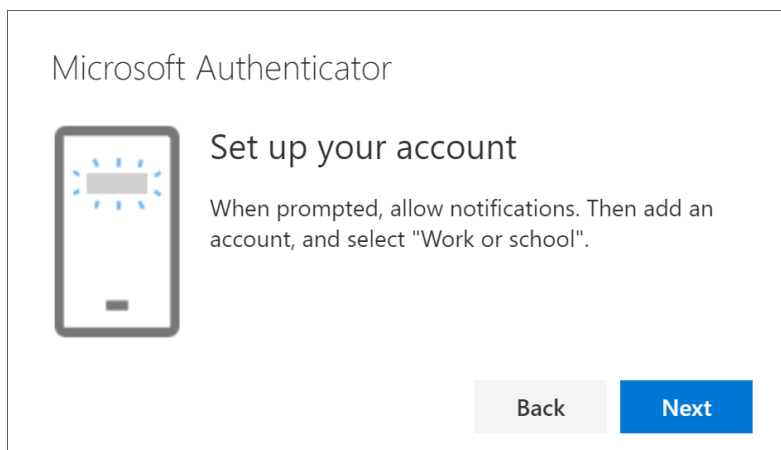 Microsoft Authenticator
Set up your account
When prompted, allow notifications. Then add an
account, and select "Work or school".
Back
Next